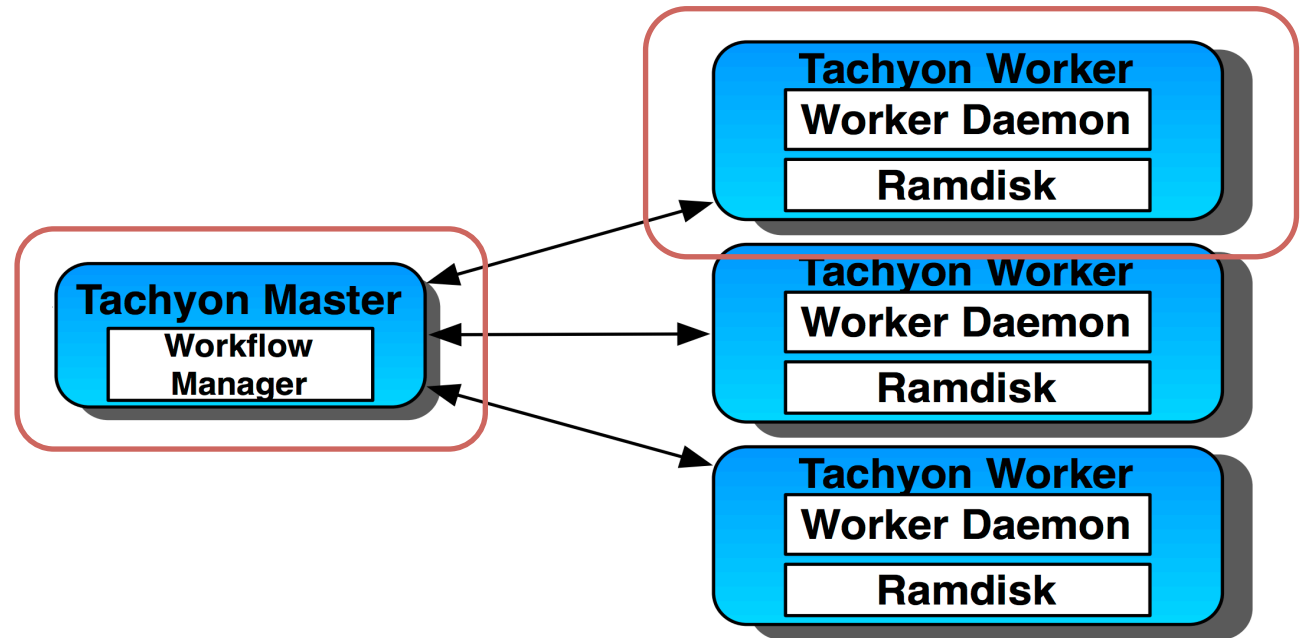 Tachyon Master
Workflow
Manager
Tachyon Worker
Worker Daemon
Ramdisk
Tachyon Worker
Worker Daemon
Ramdisk
Tachyon Worker
Worker Daemon
Ramdisk